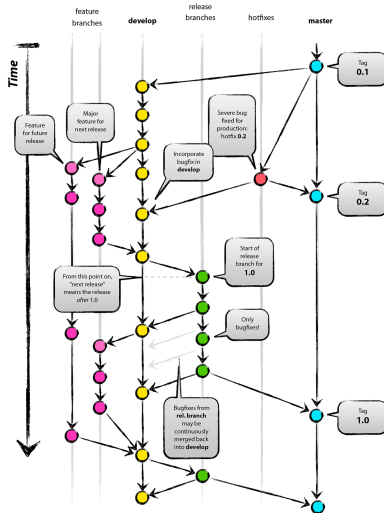 feature
branches
develop
release
branches
hotfixes
master
Time
Tag
0.1
Major
feature for
next release
Feature
for future
release
Severe bug
fixed for
production:
hotfix 0.2
Incorporate
bugfix in
develop
Tag
0.2
Start of
release
branch for
1.0
From this point on,
"next release"
means the release
after 1.0
Only
bugfixes!
Bugfixes from
rel. branch
may be
continuously
merged back
into develop
Tag
1.0